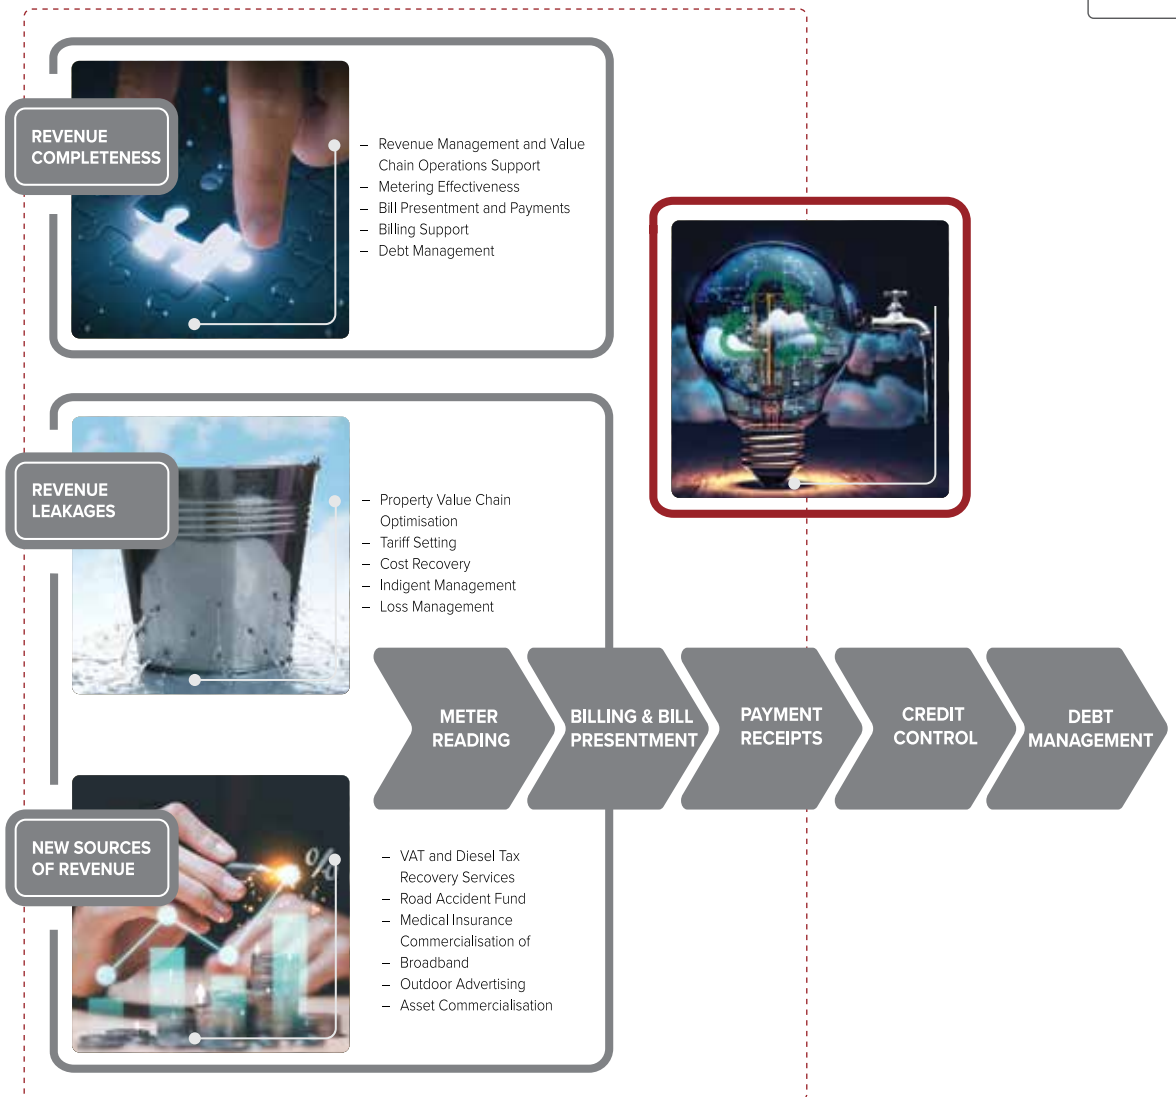 REVENUE
COMPLETENESS
– Revenue Management and Value
Chain Operations Support
– Metering Effectiveness
– Bill Presentment and Payments
– Billing Support
– Debt Management
REVENUE
LEAKAGES
– Property Value Chain
Optimisation
– Tariff Setting
– Cost Recovery
– Indigent Management
– Loss Management
METER
READING
BILLING & BILL
PRESENTMENT
PAYMENT
RECEIPTS
CREDIT
CONTROL
DEBT
MANAGEMENT
NEW SOURCES
OF REVENUE
%
– VAT and Diesel Tax
Recovery Services
– Road Accident Fund
– Medical Insurance
Commercialisation of
– Broadband
– Outdoor Advertising
– Asset Commercialisation